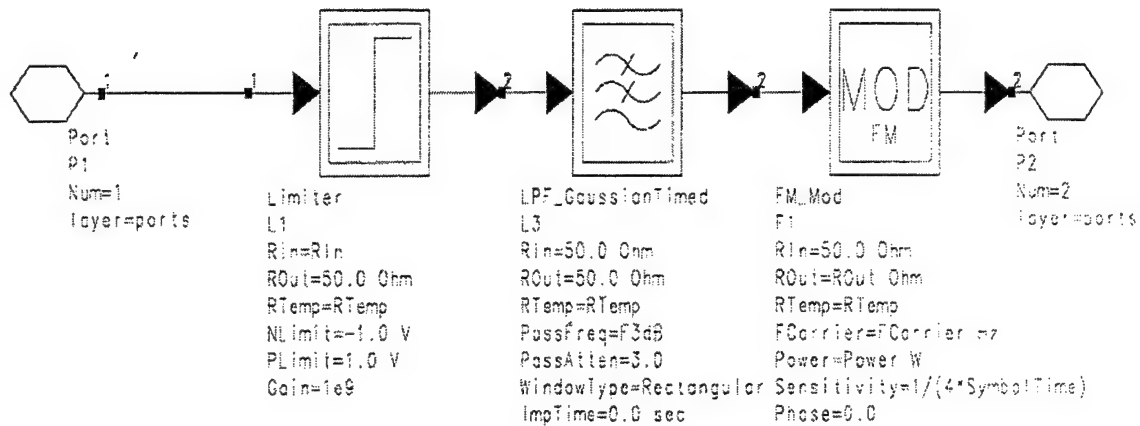 1
1
2
2
2
MOD
FM
Port
P1
Num=1
layer=ports
Limiter
L1
RIn=RIn
ROut=50.0 Ohm
RTemp=RTemp
NLimit=-1.0 V
PLimit=1.0 V
Gain=1e9
LPF_GaussianTimed
L3
RIn=50.0 Ohm
ROut=50.0 Ohm
RTemp=RTemp
PassFreq=F3dB
PassAtten=3.0
WindowType=Rectangular
ImpTime=0.0 sec
FM_Mod
F1
RIn=50.0 Ohm
ROut=ROut Ohm
RTemp=RTemp
FCarrier=FCarrier
Power=Power W
Sensitivity=1/(4*SymbolTime)
Phase=0.0
Port
P2
Num=2
layer=ports